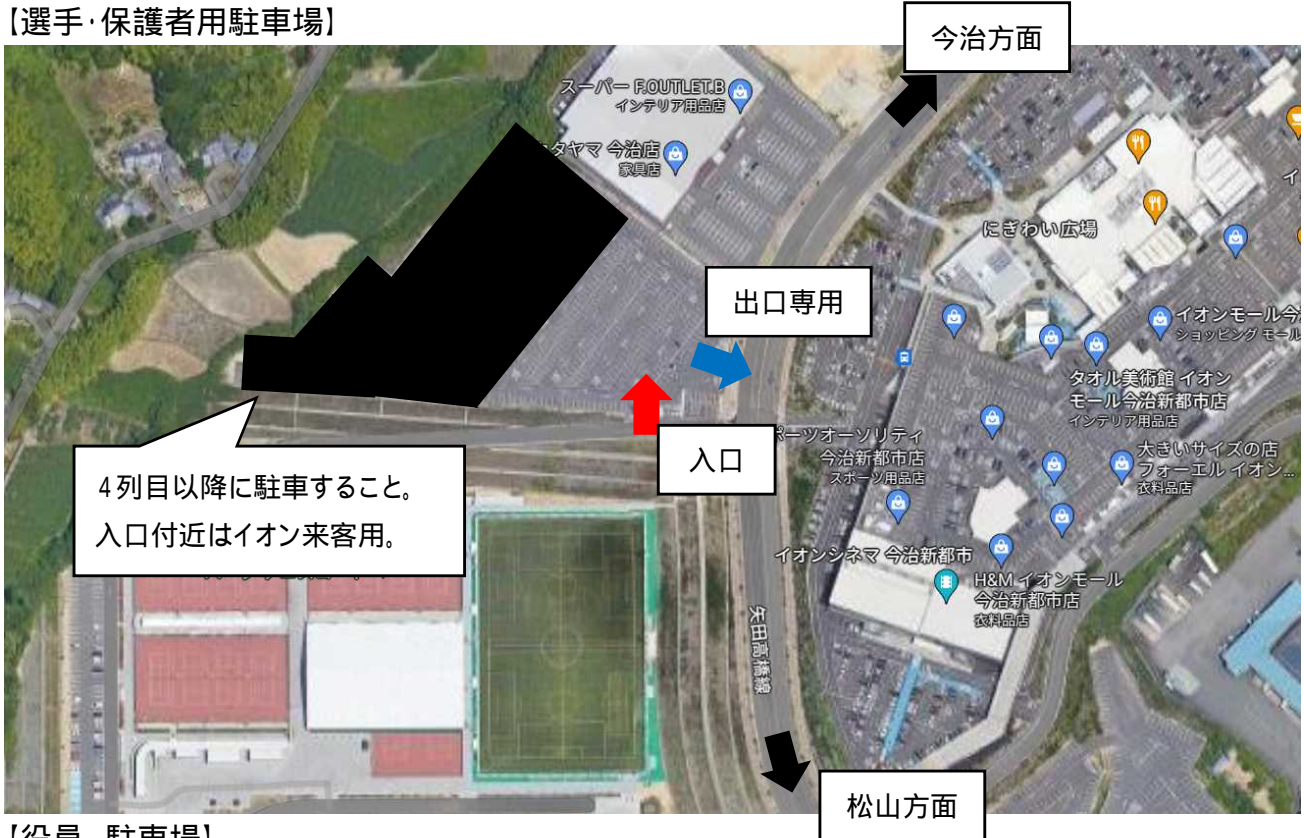 【選手・保護者用駐車場】
今治方面
スーパー F.OUTLET.B
インテリア用品店
タヤマ 今治店
家具店
にぎわい広場
出口専用
イオンモール今
ショッピング モール
タオル美術館 イオン
モール今治新都市店
インテリア用品店
入口
ポーツオーソリティ
今治新都市店
スポーツ用品店
大きいサイズの店
フォーエル イオン...
衣料品店
4列目以降に駐車すること。
入口付近はイオン来客用。
イオンシネマ 今治新都市
H&M イオンモール
今治新都市店
衣料品店
矢田高橋線
松山方面
【役員 駐車場】